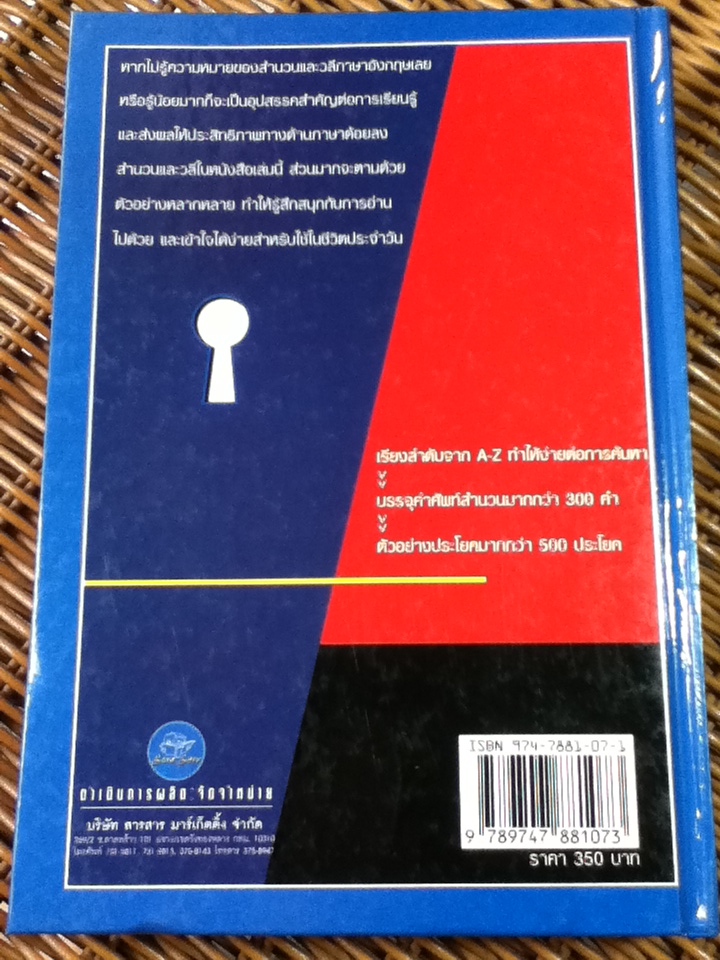 หากไม่รู้ความหมายของสำนวนและวลีภาษาอังกฤษเลย
หรือรู้น้อยมากก็จะเป็นอุปสรรคสำคัญต่อการเรียนรู้
และส่งผลให้ประสิทธิภาพทางด้านภาษาด้อยลง
สำนวนและวลีในหนังสือเล่มนี้ ส่วนมากจะตามด้วย
ตัวอย่างหลากหลาย ทำให้รู้สึกสนุกกับการอ่าน
ไปด้วย และเข้าใจได้ง่ายสำหรับใช้ในชีวิตประจำวัน
เรียงลำดับจาก A-Z ทำให้ง่ายต่อการค้นหา
บรรจุคำศัพท์สำนวนมากกว่า 300 คำ
ตัวอย่างประโยคมากกว่า 500 ประโยค
ดำเนินการผลิต:จัดจำหน่าย
บริษัท สารสาร มาร์เก็ตติ้ง จำกัด
ISBN 974-7881-07-1
9 789747 881073
ราคา 350 บาท